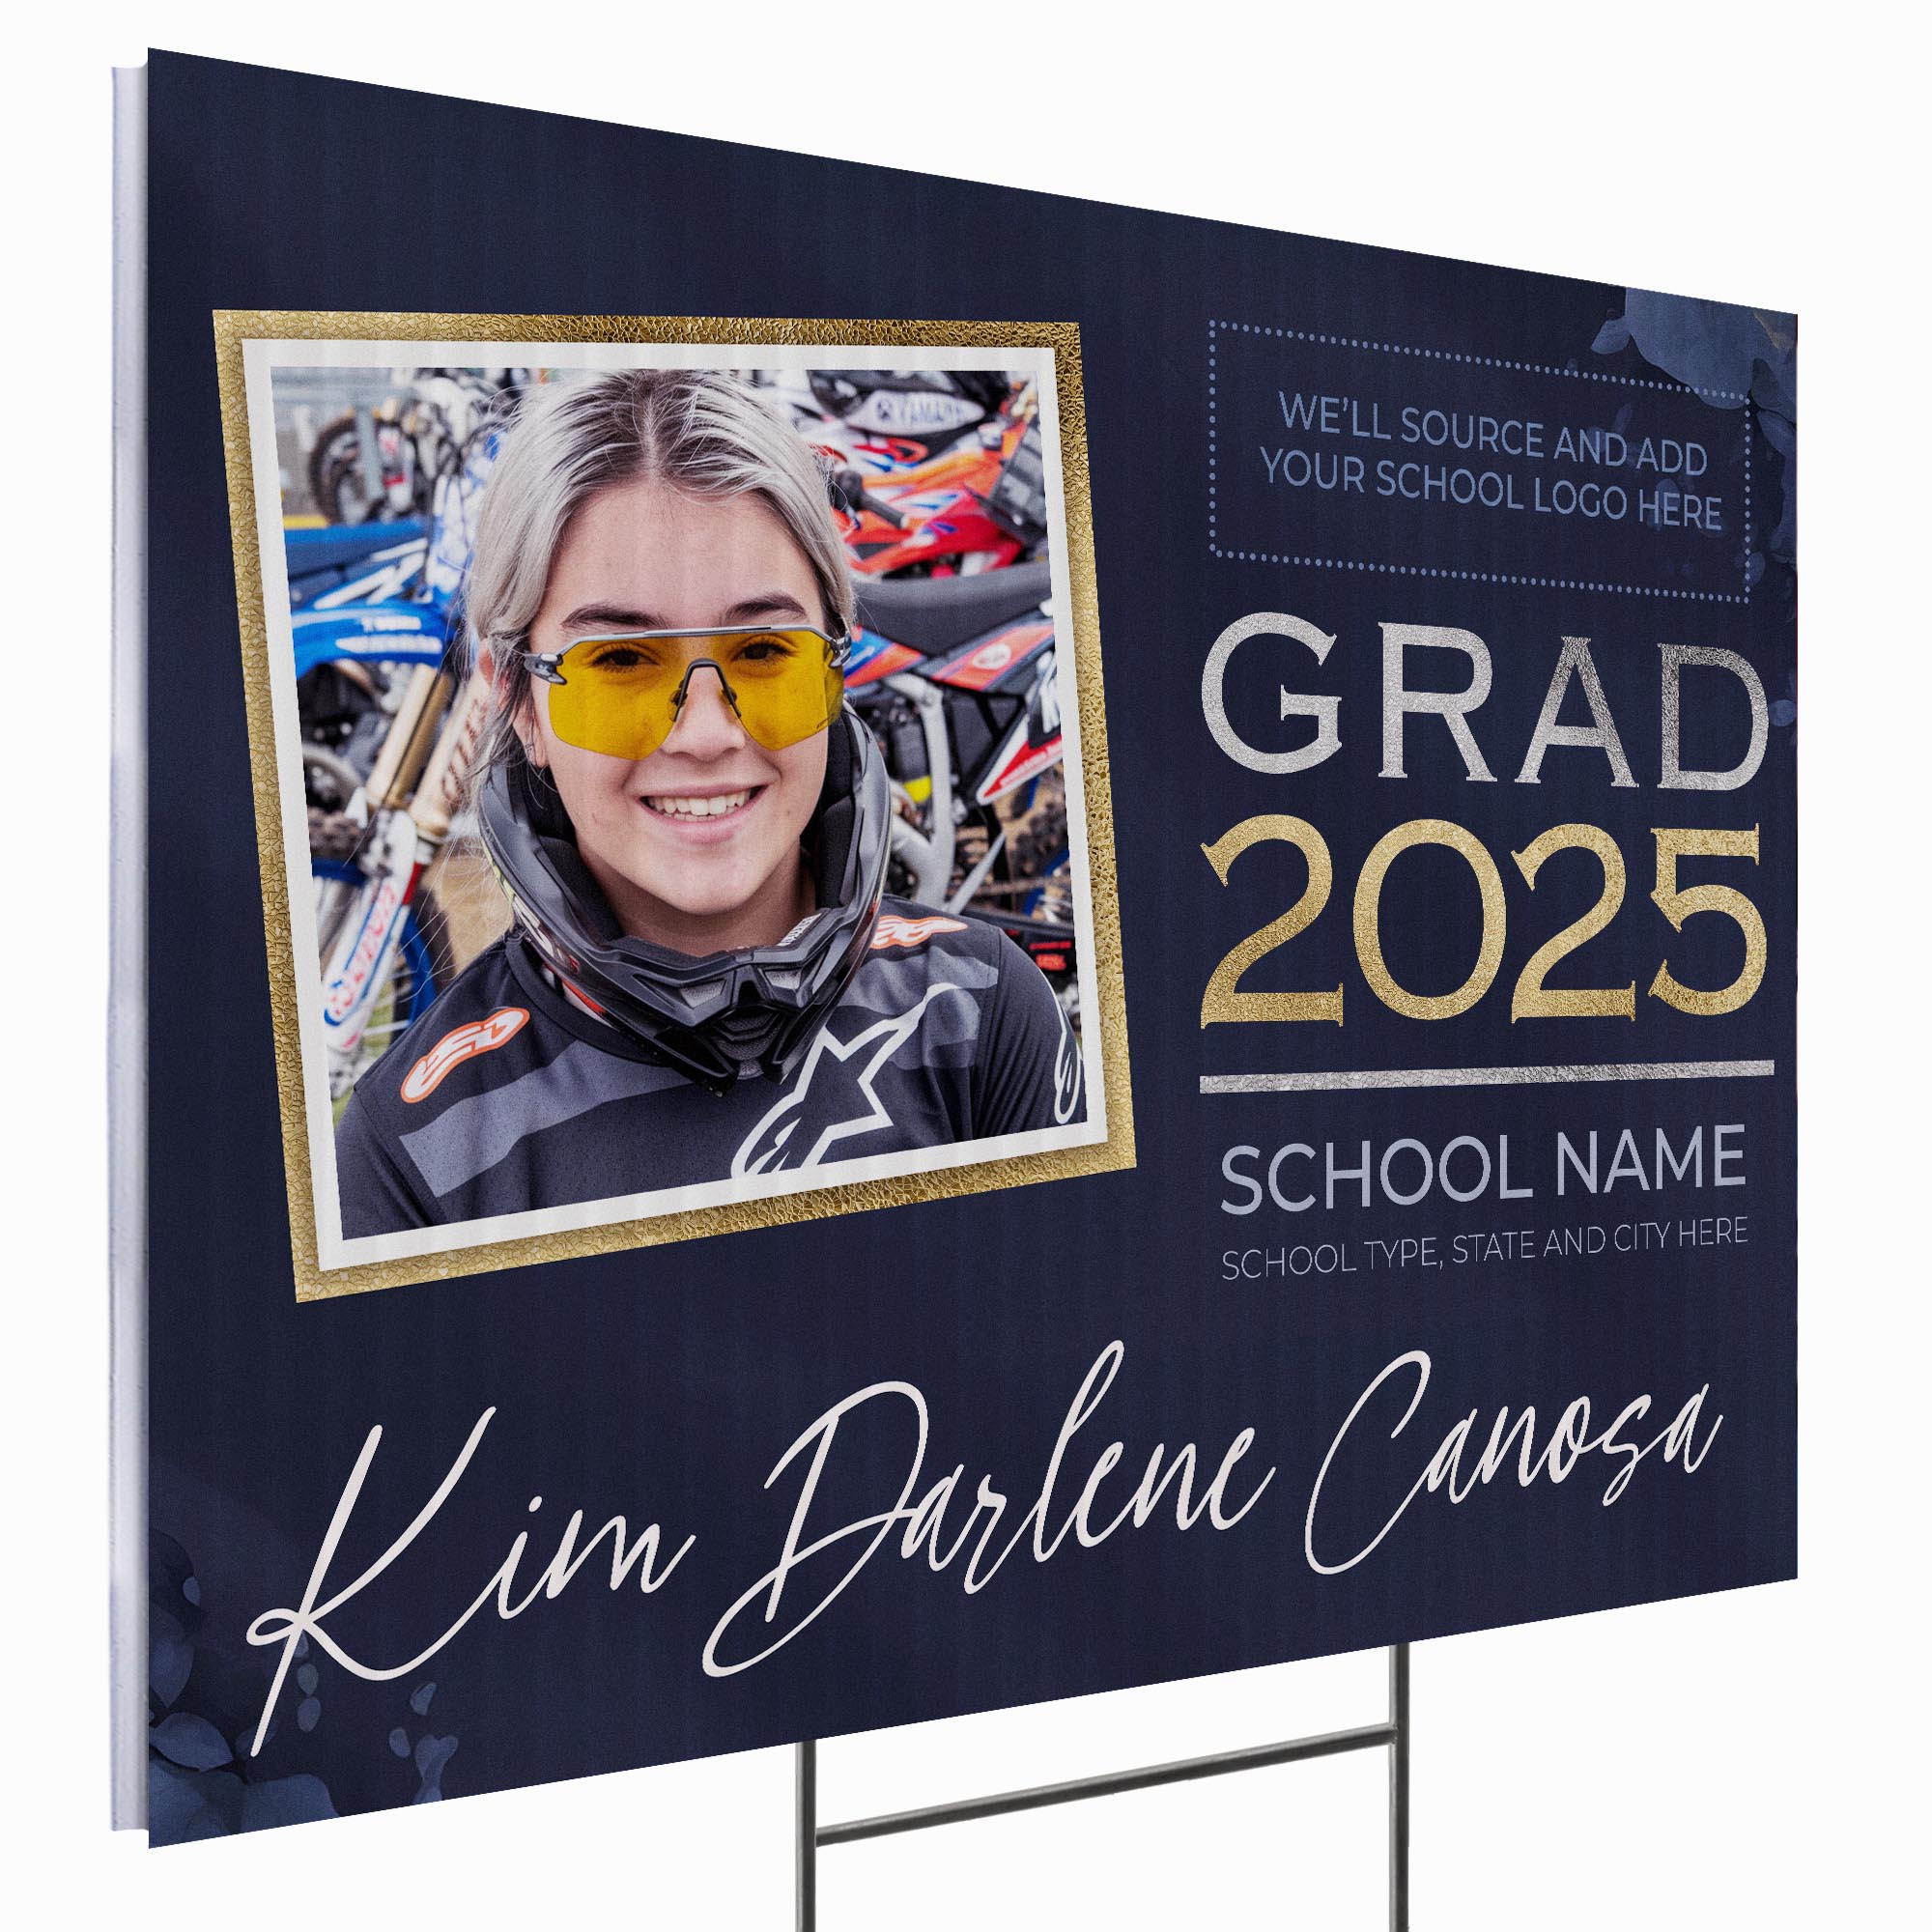 YAMAHA
WE'LL SOURCE AND ADD
YOUR SCHOOL LOGO HERE
GRAD
2025
SCHOOL NAME
SCHOOL TYPE, STATE AND CITY HERE
Kim Darlene Canosa